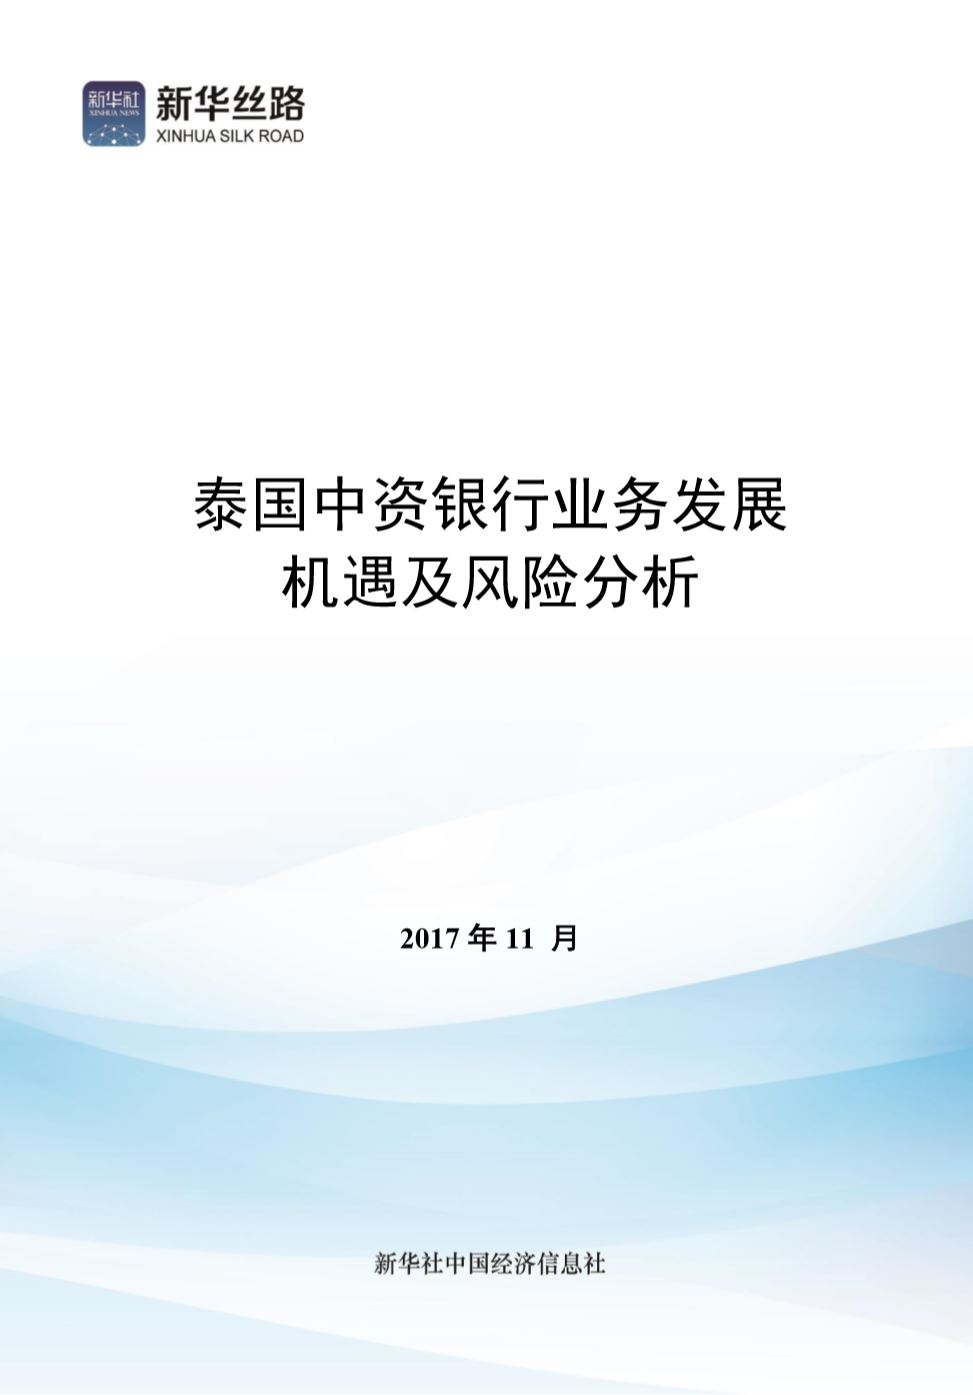 新华社
XINHUA NEWS
新华丝路
XINHUA SILK ROAD
泰国中资银行业务发展
机遇及风险分析
2017 年 11 月
新华社中国经济信息社